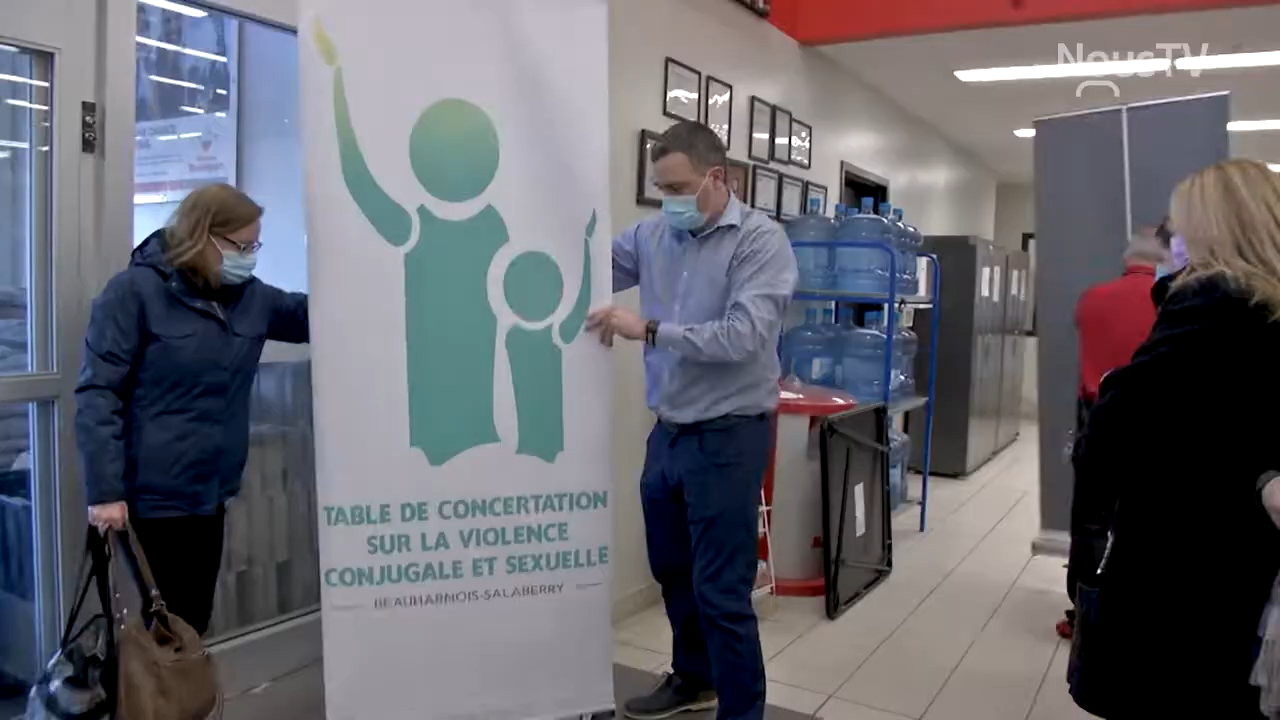 NousTV
TABLE DE CONCERTATION
SUR LA VIOLENCE
CONJUGALE ET SEXUELLE
BEAUHARNOIS-SALABERRY